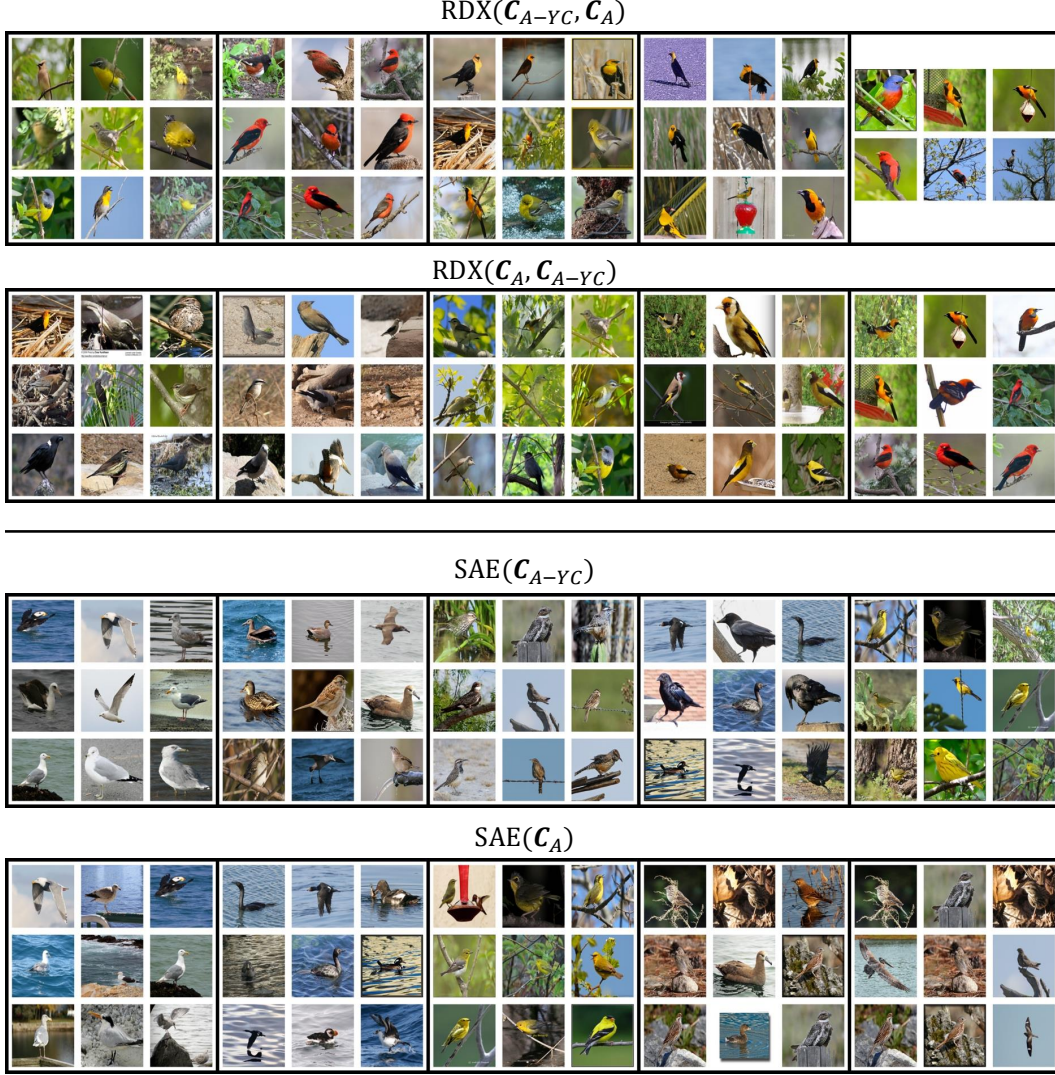 RDX(𝑪_{A−YC}, 𝑪_A)
RDX(𝑪_A, 𝑪_{A−YC})
SAE(𝑪_{A−YC})
SAE(𝑪_A)